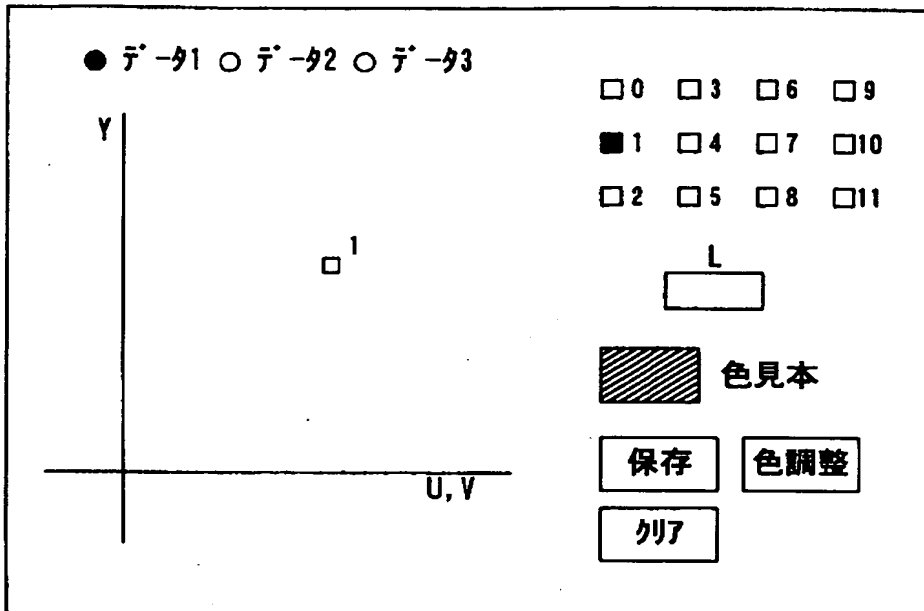 ● ﾃﾞｰﾀ1 ○ ﾃﾞｰﾀ2 ○ ﾃﾞｰﾀ3
□ 0 □ 3 □ 6 □ 9
■ 1 □ 4 □ 7 □10
□ 2 □ 5 □ 8 □11
Y
1
U, V
L
色見本
保存 色調整
ｸﾘｱ